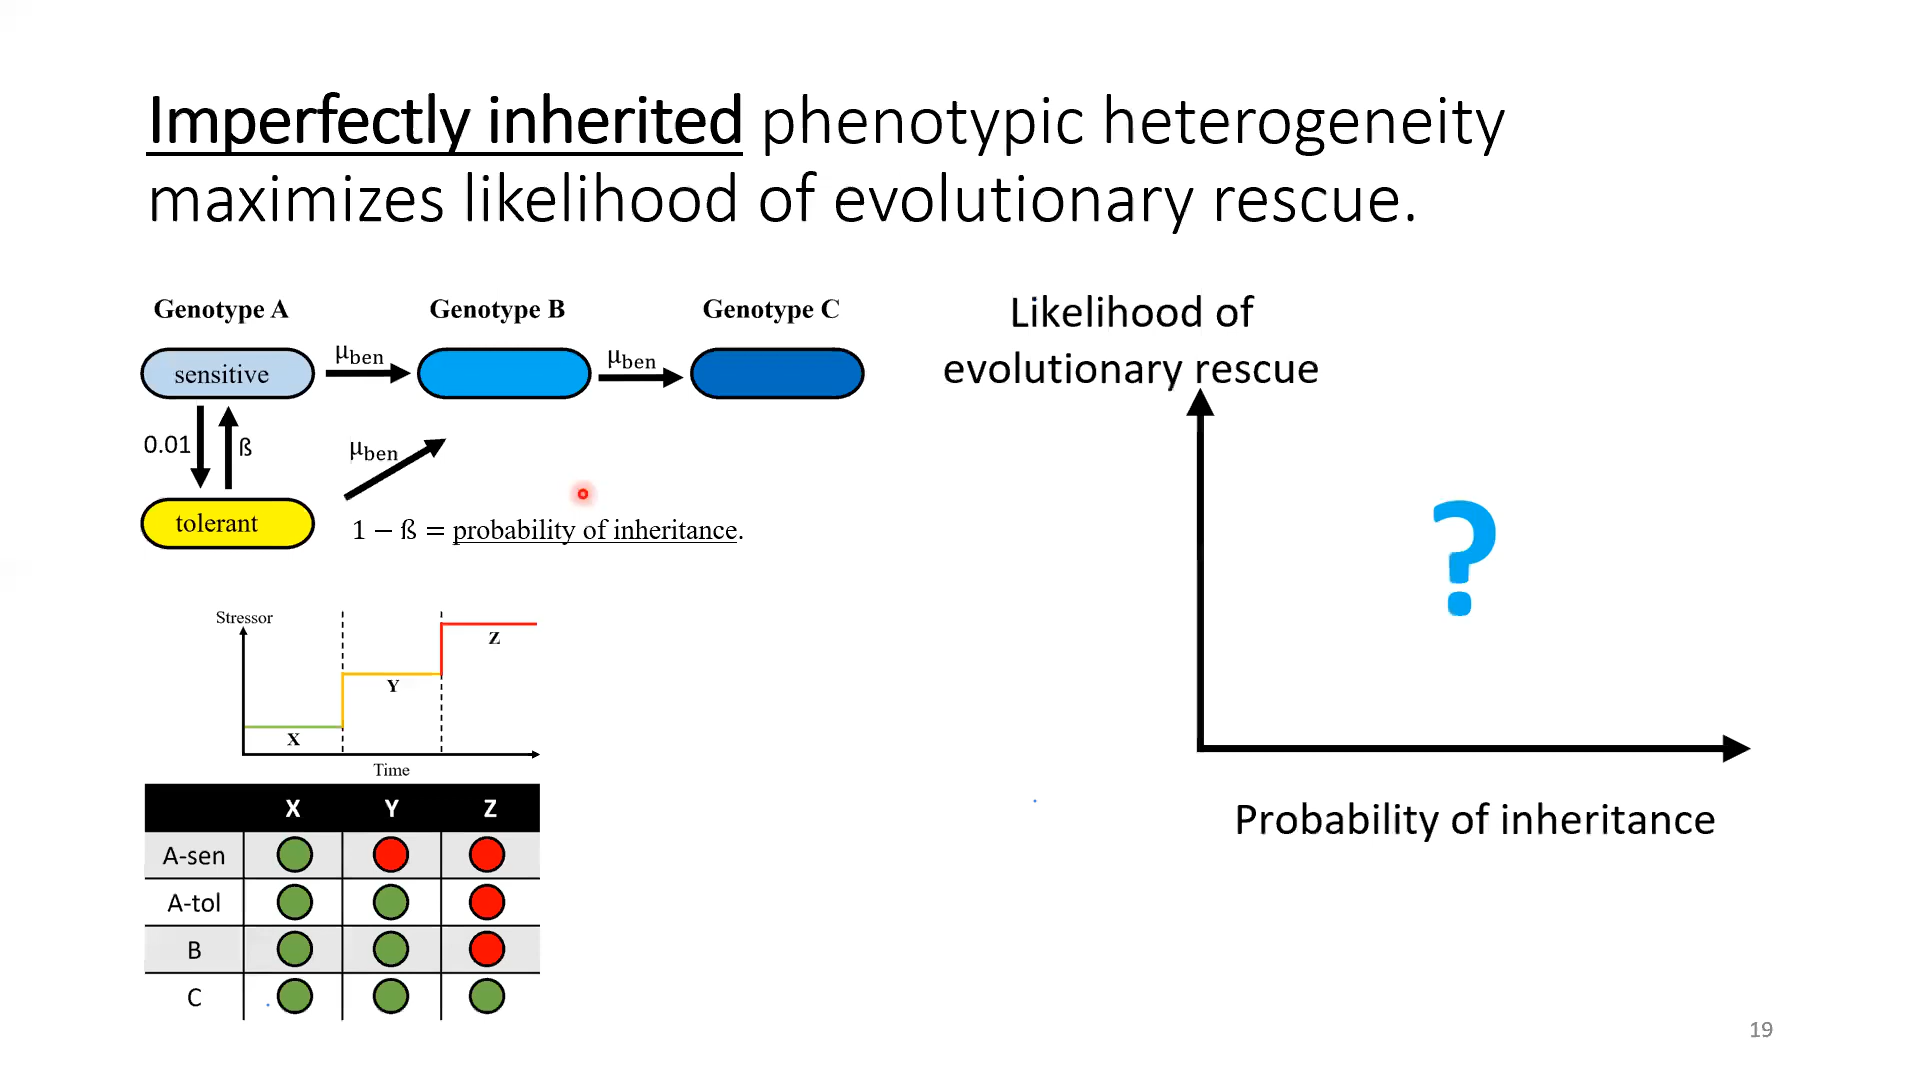 Imperfectly inherited phenotypic heterogeneity
maximizes likelihood of evolutionary rescue.
Genotype A
Genotype B
Genotype C
sensitive
μben
μben
0.01
ß
μben
tolerant
1 − ß = probability of inheritance.
Stressor
Z
Y
X
Time
X Y Z
A-sen
A-tol
B
C
Likelihood of
evolutionary rescue
?
Probability of inheritance
19